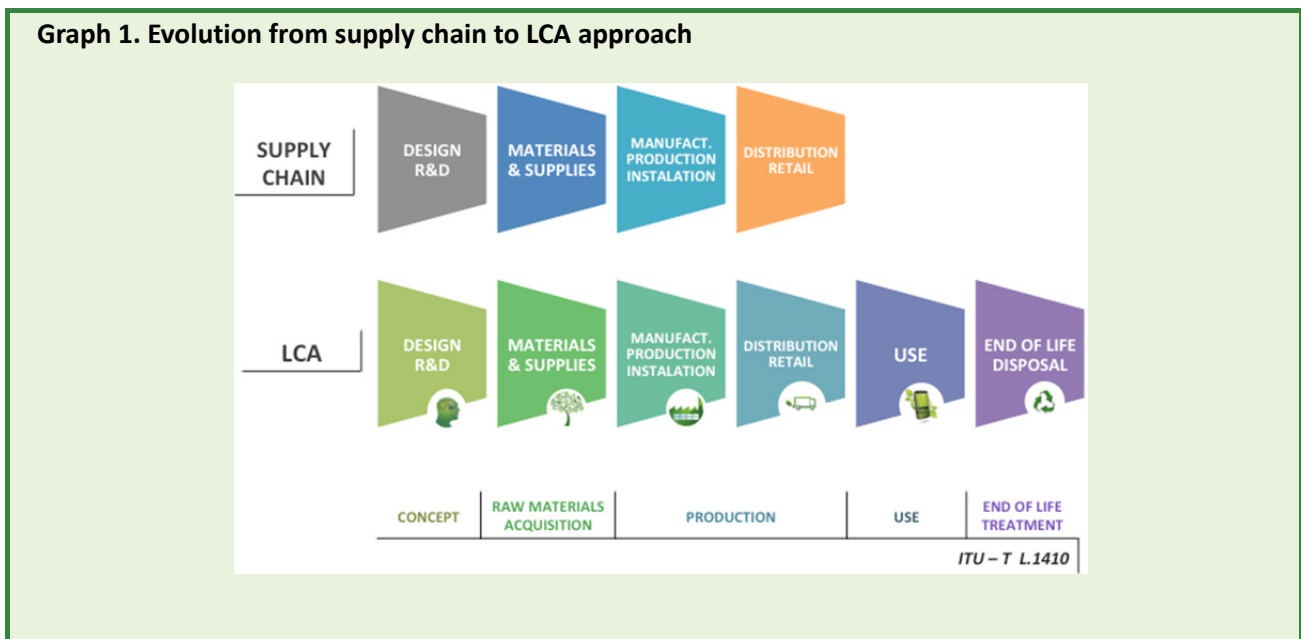 Graph 1. Evolution from supply chain to LCA approach
SUPPLY
CHAIN
DESIGN
R&D
MATERIALS
& SUPPLIES
MANUFACT.
PRODUCTION
INSTALATION
DISTRIBUTION
RETAIL
LCA
DESIGN
R&D
MATERIALS
& SUPPLIES
MANUFACT.
PRODUCTION
INSTALATION
DISTRIBUTION
RETAIL
USE
END OF LIFE
DISPOSAL
CONCEPT
RAW MATERIALS
ACQUISITION
PRODUCTION
USE
END OF LIFE
TREATMENT
ITU – T L.1410